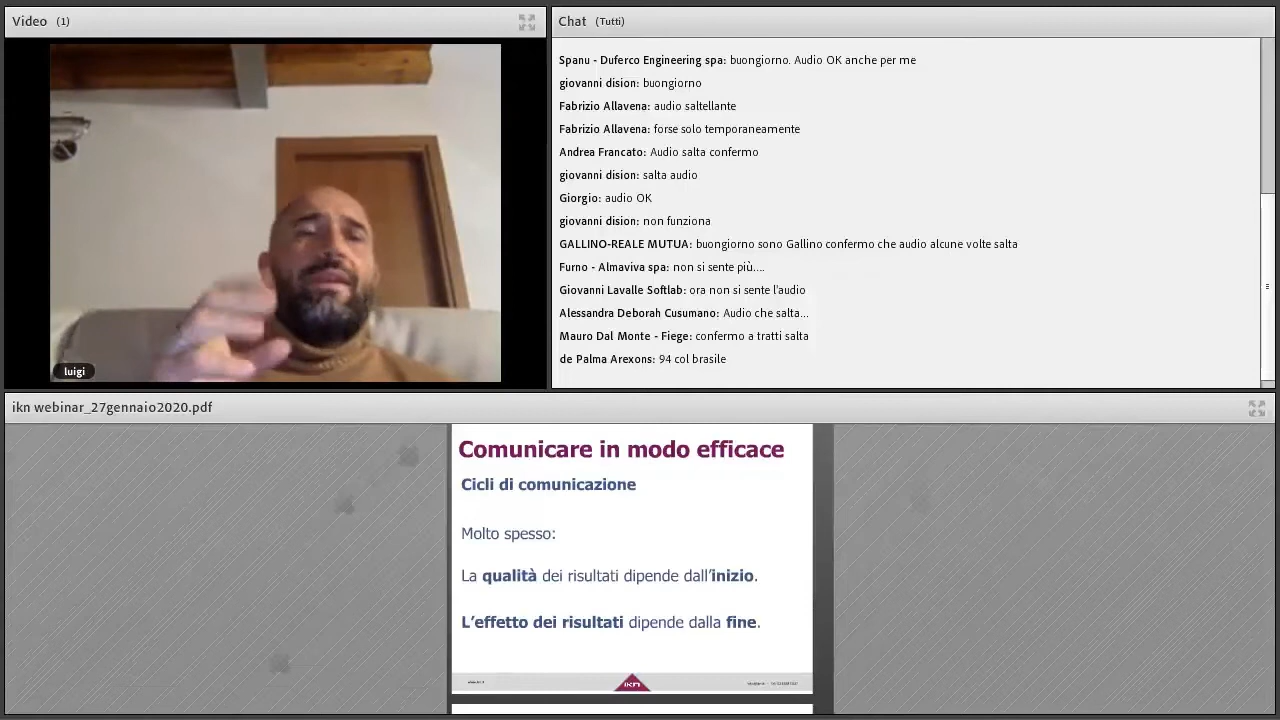 Video (1)
luigi
Chat (Tutti)
Spanu - Duferco Engineering spa: buongiorno. Audio OK anche per me
giovanni dision: buongiorno
Fabrizio Allavena: audio saltellante
Fabrizio Allavena: forse solo temporaneamente
Andrea Francato: Audio salta confermo
giovanni dision: salta audio
Giorgio: audio OK
giovanni dision: non funziona
GALLINO-REALE MUTUA: buongiorno sono Gallino confermo che audio alcune volte salta
Furno - Almaviva spa: non si sente più....
Giovanni Lavalle Softlab: ora non si sente l'audio
Alessandra Deborah Cusumano: Audio che salta...
Mauro Dal Monte - Fiege: confermo a tratti salta
de Palma Arexons: 94 col brasile
ikn webinar_27gennaio2020.pdf
Comunicare in modo efficace
Cicli di comunicazione
Molto spesso:
La qualità dei risultati dipende dall’inizio.
L’effetto dei risultati dipende dalla fine.
ikn